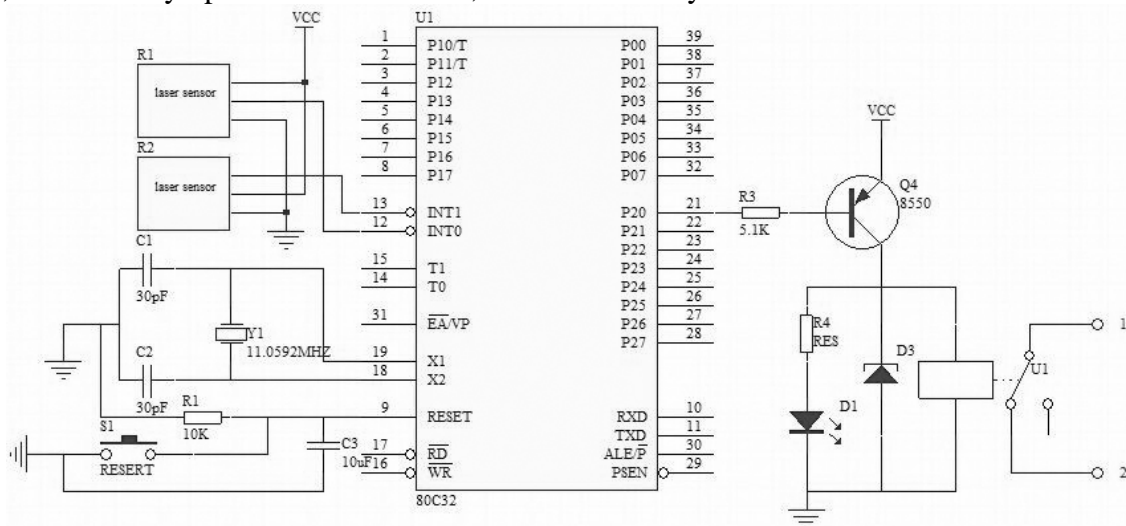 VCC
R1
laser sensor
R2
laser sensor
C1
30pF
Y1
11.0592MHZ
C2
30pF
R1
10K
S1
RESERT
C3
10uF
U1
1 P10/T
2 P11/T
3 P12
4 P13
5 P14
6 P15
7 P16
8 P17
13 INT1
12 INT0
15 T1
14 T0
31 EA/VP
19 X1
18 X2
9 RESET
17 RD
16 WR
P00 39
P01 38
P02 37
P03 36
P04 35
P05 34
P06 33
P07 32
P20 21
P21 22
P22 23
P23 24
P24 25
P25 26
P26 27
P27 28
RXD 10
TXD 11
ALE/P 30
PSEN 29
80C32
R3
5.1K
VCC
Q4
8550
R4
RES
D1
D3
U1
1
2